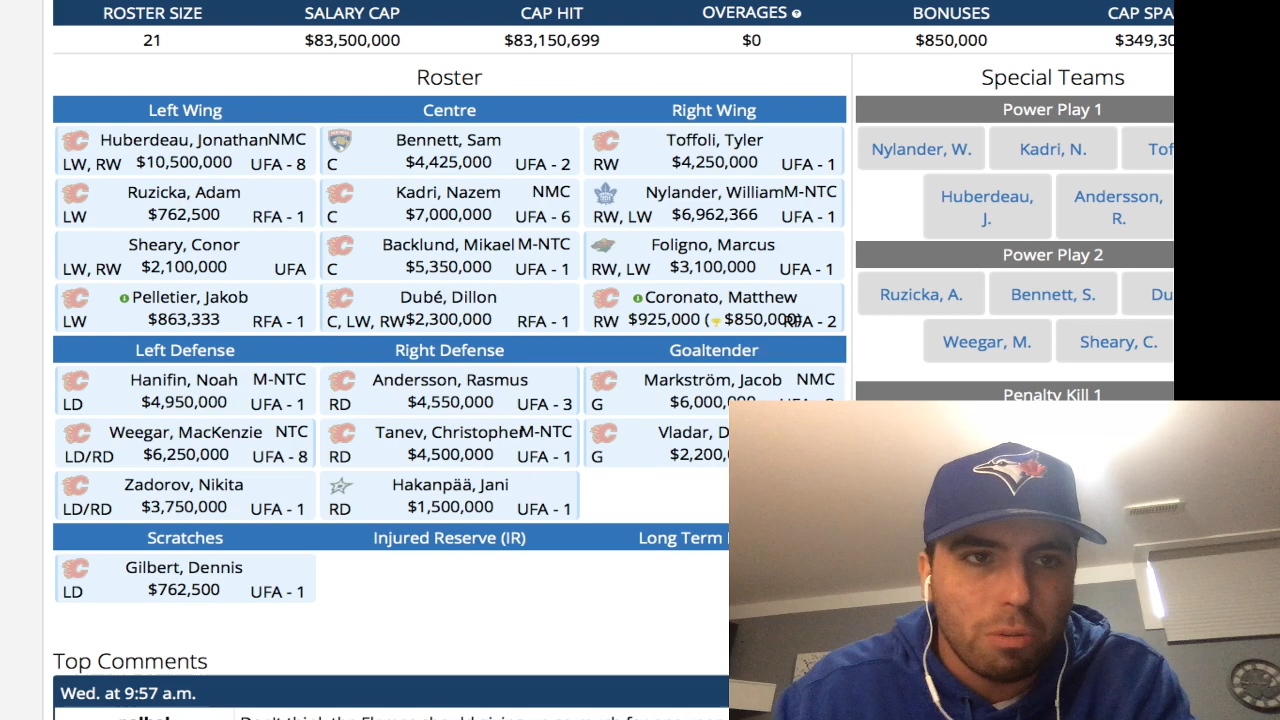 ROSTER SIZE SALARY CAP CAP HIT OVERAGES BONUSES CAP SPA
21 $83,500,000 $83,150,699 $0 $850,000 $349,30
Roster Special Teams
Left Wing Centre Right Wing Power Play 1
Huberdeau, Jonathan NMC Bennett, Sam Toffoli, Tyler
LW, RW $10,500,000 UFA - 8 C $4,425,000 UFA - 2 RW $4,250,000 UFA - 1
Nylander, W. Kadri, N. Tof
Ruzicka, Adam Kadri, Nazem NMC Nylander, William M-NTC
LW $762,500 RFA - 1 C $7,000,000 UFA - 6 RW, LW $6,962,366 UFA - 1
Huberdeau, J. Andersson, R.
Sheary, Conor Backlund, Mikael M-NTC Foligno, Marcus
LW, RW $2,100,000 UFA C $5,350,000 UFA - 1 RW, LW $3,100,000 UFA - 1
Power Play 2
Pelletier, Jakob Dubé, Dillon Coronato, Matthew
LW $863,333 RFA - 1 C, LW, RW $2,300,000 RFA - 1 RW $925,000 ( $850,000) RFA - 2
Ruzicka, A. Bennett, S. Du
Left Defense Right Defense Goaltender
Weegar, M. Sheary, C.
Hanifin, Noah M-NTC Andersson, Rasmus Markström, Jacob NMC
LD $4,950,000 UFA - 1 RD $4,550,000 UFA - 3 G $6,000,
Penalty Kill 1
Weegar, MacKenzie NTC Tanev, Christopher M-NTC Vladar, D
LD/RD $6,250,000 UFA - 8 RD $4,500,000 UFA - 1 G $2,200,
Zadorov, Nikita Hakanpää, Jani
LD/RD $3,750,000 UFA - 1 RD $1,500,000 UFA - 1
Scratches Injured Reserve (IR) Long Term
Gilbert, Dennis
LD $762,500 UFA - 1
Top Comments
Wed. at 9:57 a.m.